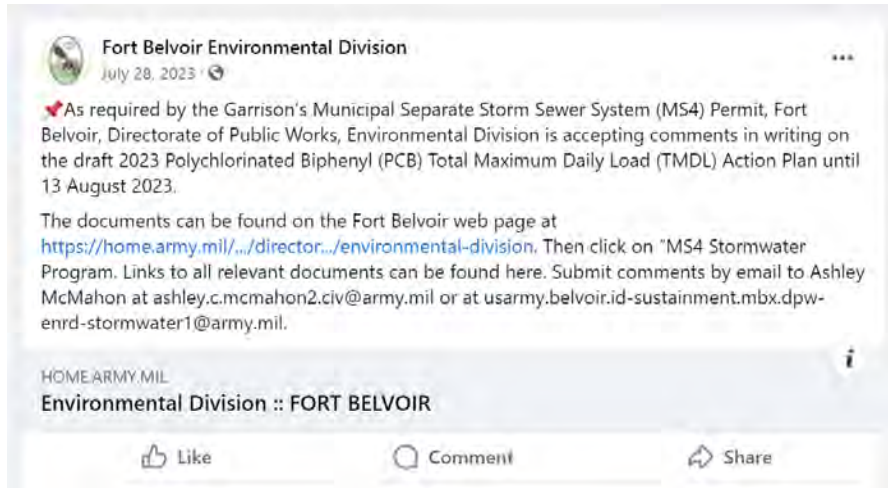 Fort Belvoir Environmental Division
July 28, 2023 ·
📌As required by the Garrison's Municipal Separate Storm Sewer System (MS4) Permit, Fort
Belvoir, Directorate of Public Works, Environmental Division is accepting comments in writing on
the draft 2023 Polychlorinated Biphenyl (PCB) Total Maximum Daily Load (TMDL) Action Plan until
13 August 2023.
The documents can be found on the Fort Belvoir web page at
https://home.army.mil/.../director.../environmental-division. Then click on "MS4 Stormwater
Program. Links to all relevant documents can be found here. Submit comments by email to Ashley
McMahon at ashley.c.mcmahon2.civ@army.mil or at usarmy.belvoir.id-sustainment.mbx.dpw-
enrd-stormwater1@army.mil.
HOME.ARMY.MIL
Environmental Division :: FORT BELVOIR
Like Comment Share